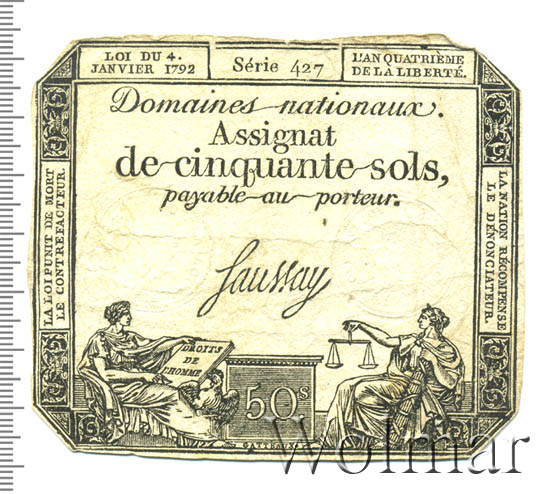 LOI DU 4.
JANVIER 1792
Série 427
L'AN QUATRIÈME
DE LA LIBERTÉ.
Domaines nationaux.
Assignat
de cinquante sols,
payable au porteur.
LA LOI PUNIT DE MORT
LE CONTREFACTEUR.
LA NATION RÉCOMPENSE
LE DÉNONCIATEUR.
Saussay
DROITS
DE
L'HOMME
50s
Wolmar